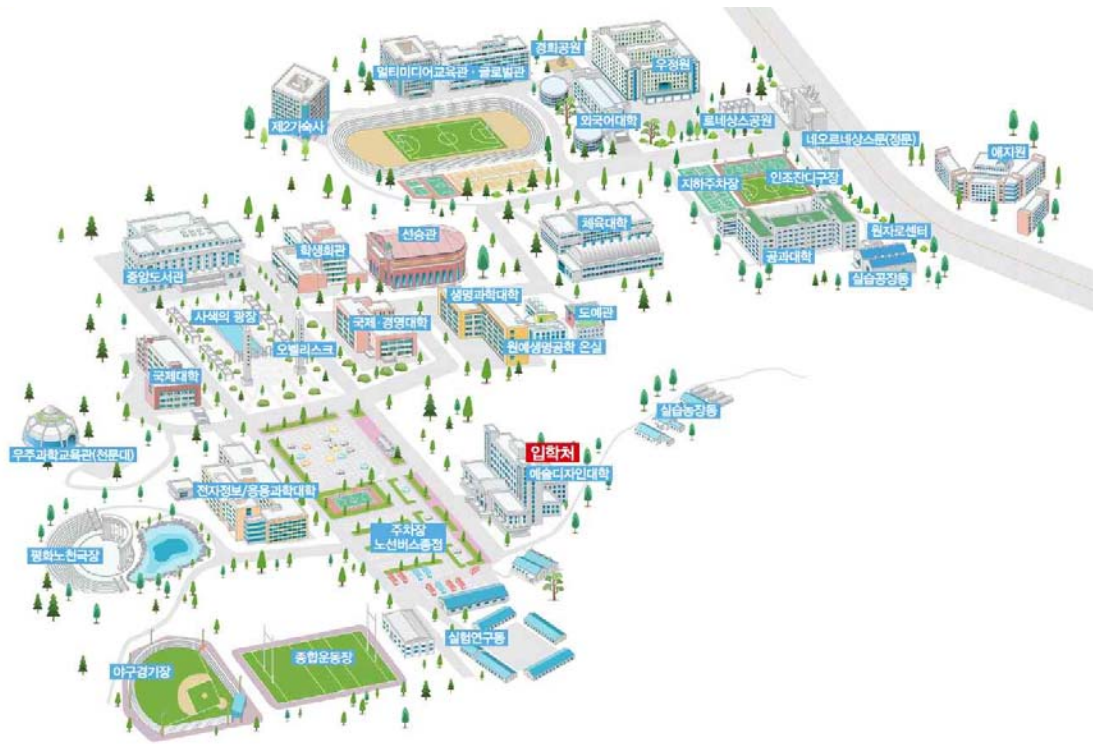 경희공원
멀티미디어교육관·글로벌관
우정원
제2기숙사
외국어대학
르네상스공원
네오르네상스문(정문)
애지원
지하주차장
인조잔디구장
원자로센터
공과대학
실습공장동
체육대학
선승관
학생회관
중앙도서관
생명과학대학
도예관
사색의 광장
국제·경영대학
오벨리스크
원예생명공학 온실
국제대학
실습농장동
우주과학교육관(천문대)
입학처
예술디자인대학
전자정보/응용과학대학
주차장
노선버스종점
평화노천극장
실험연구동
종합운동장
야구경기장